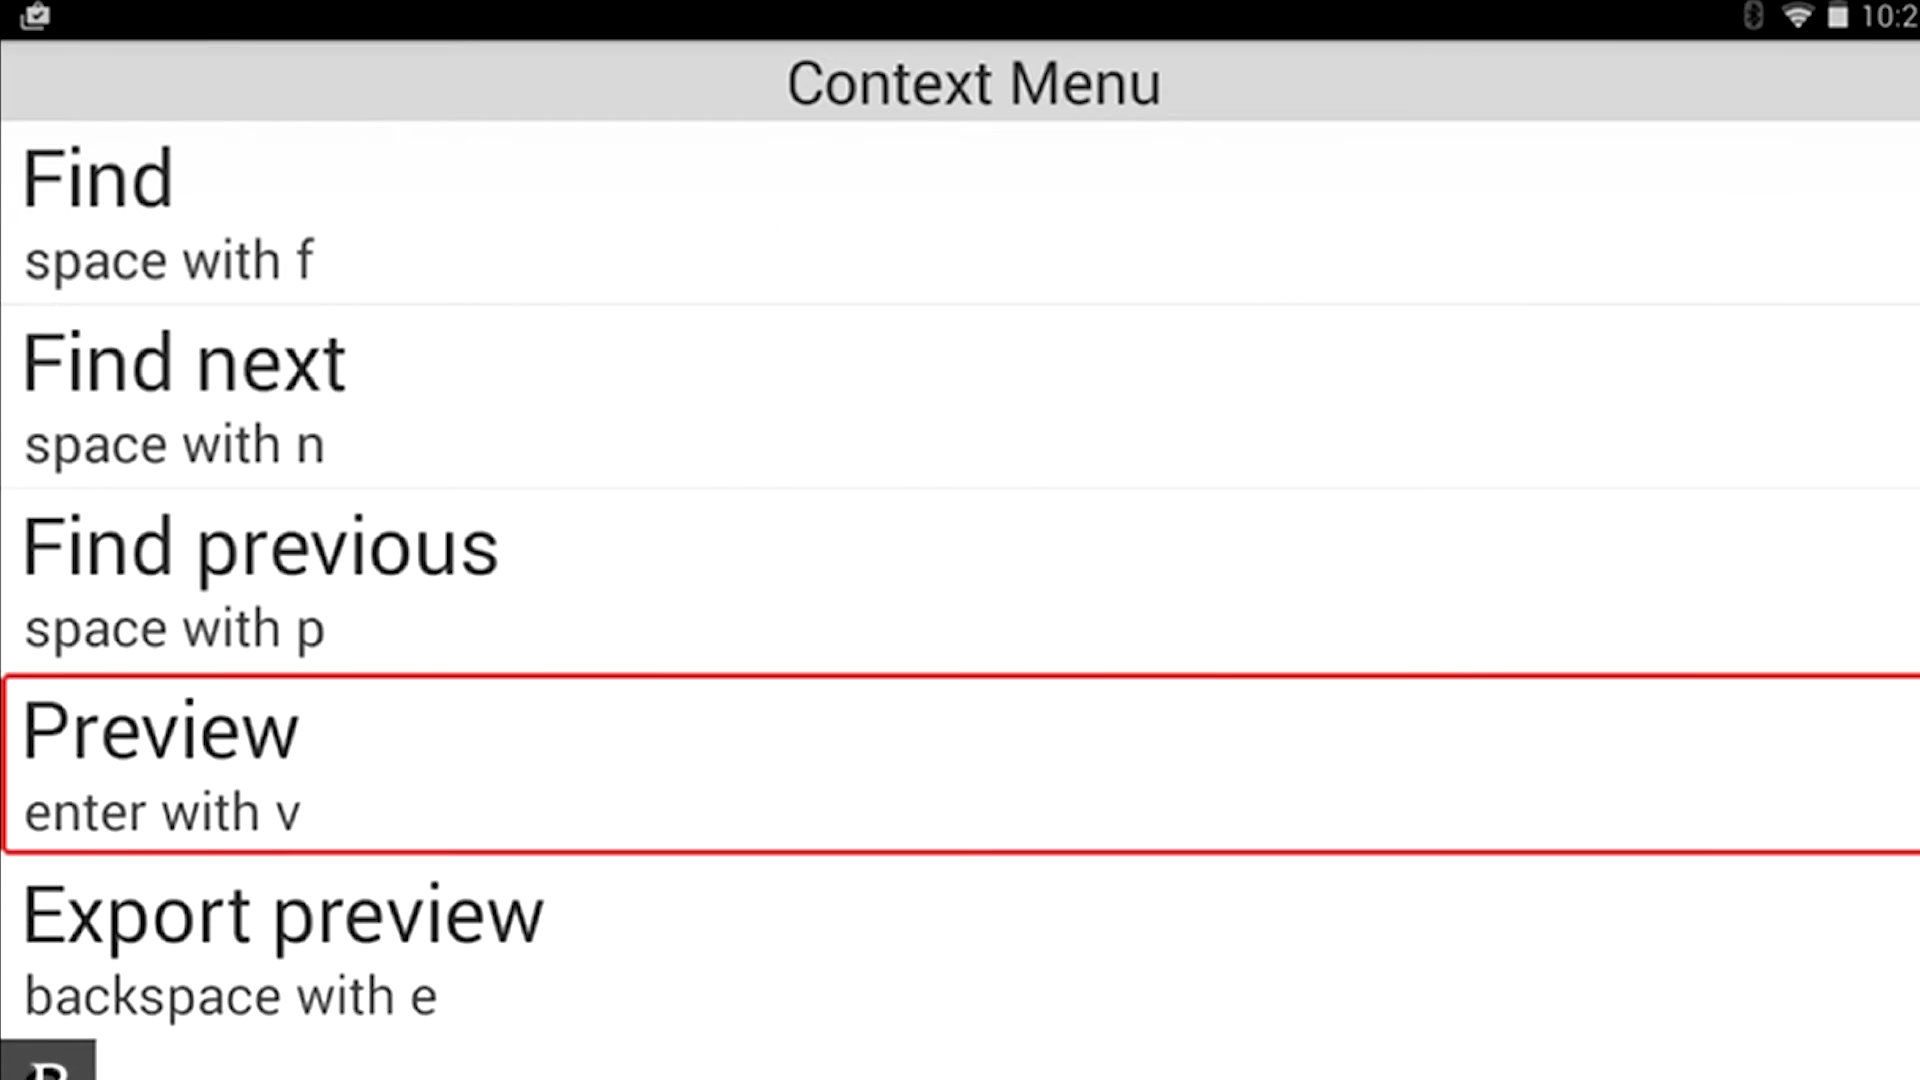 10:2
Context Menu
Find
space with f
Find next
space with n
Find previous
space with p
Preview
enter with v
Export preview
backspace with e